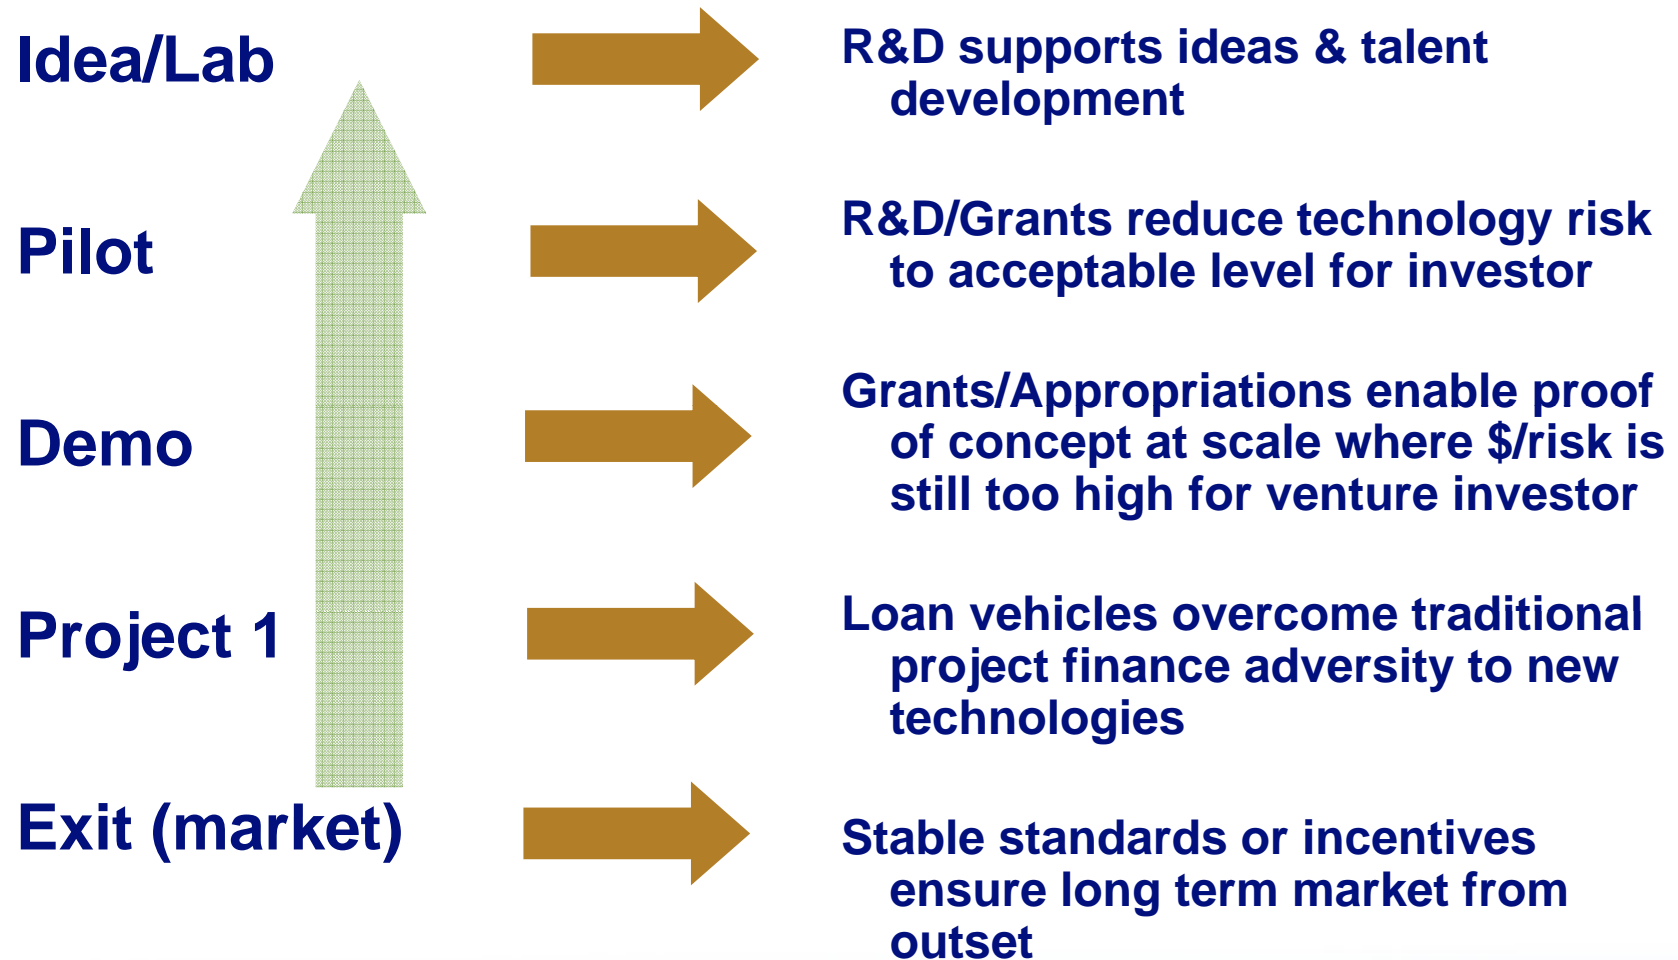 Idea/Lab
R&D supports ideas & talent
development
Pilot
R&D/Grants reduce technology risk
to acceptable level for investor
Demo
Grants/Appropriations enable proof
of concept at scale where $/risk is
still too high for venture investor
Project 1
Loan vehicles overcome traditional
project finance adversity to new
technologies
Exit (market)
Stable standards or incentives
ensure long term market from
outset